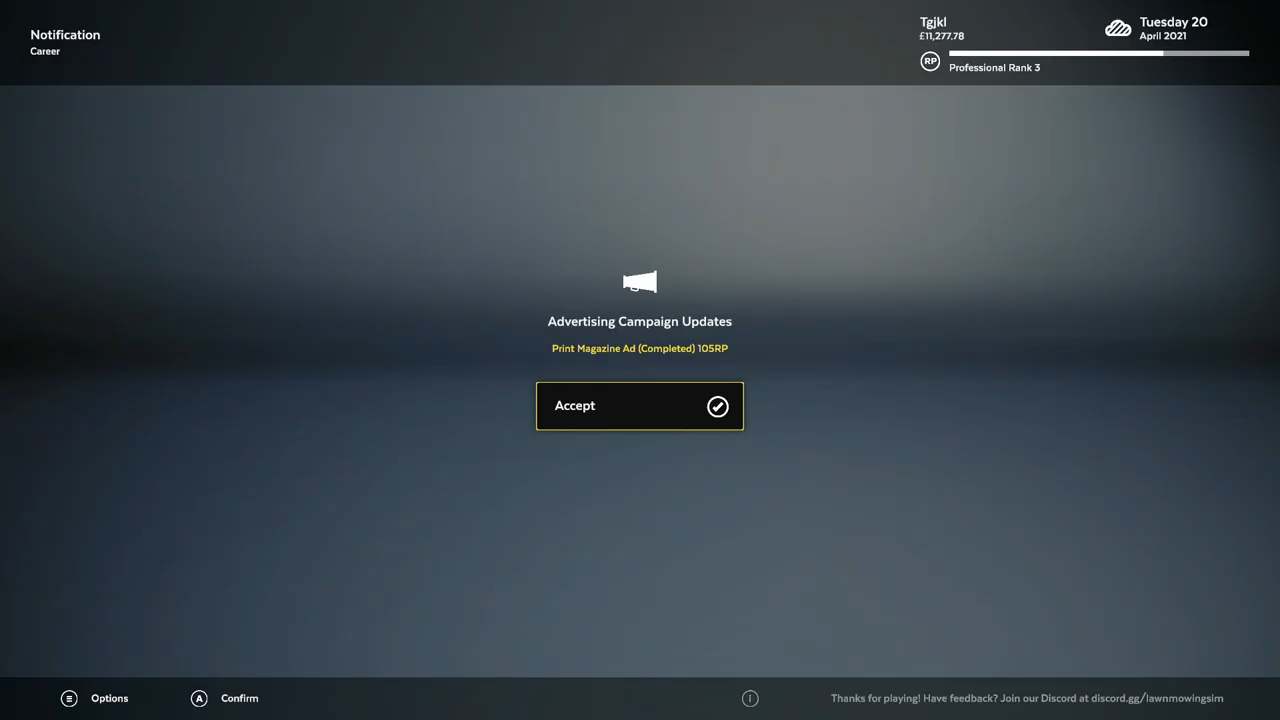 Notification
Career
Tgjkl
£11,277.78
Tuesday 20
April 2021
RP
Professional Rank 3
Advertising Campaign Updates
Print Magazine Ad (Completed) 105RP
Accept
Options
A Confirm
i
Thanks for playing! Have feedback? Join our Discord at discord.gg/lawnmowingsim